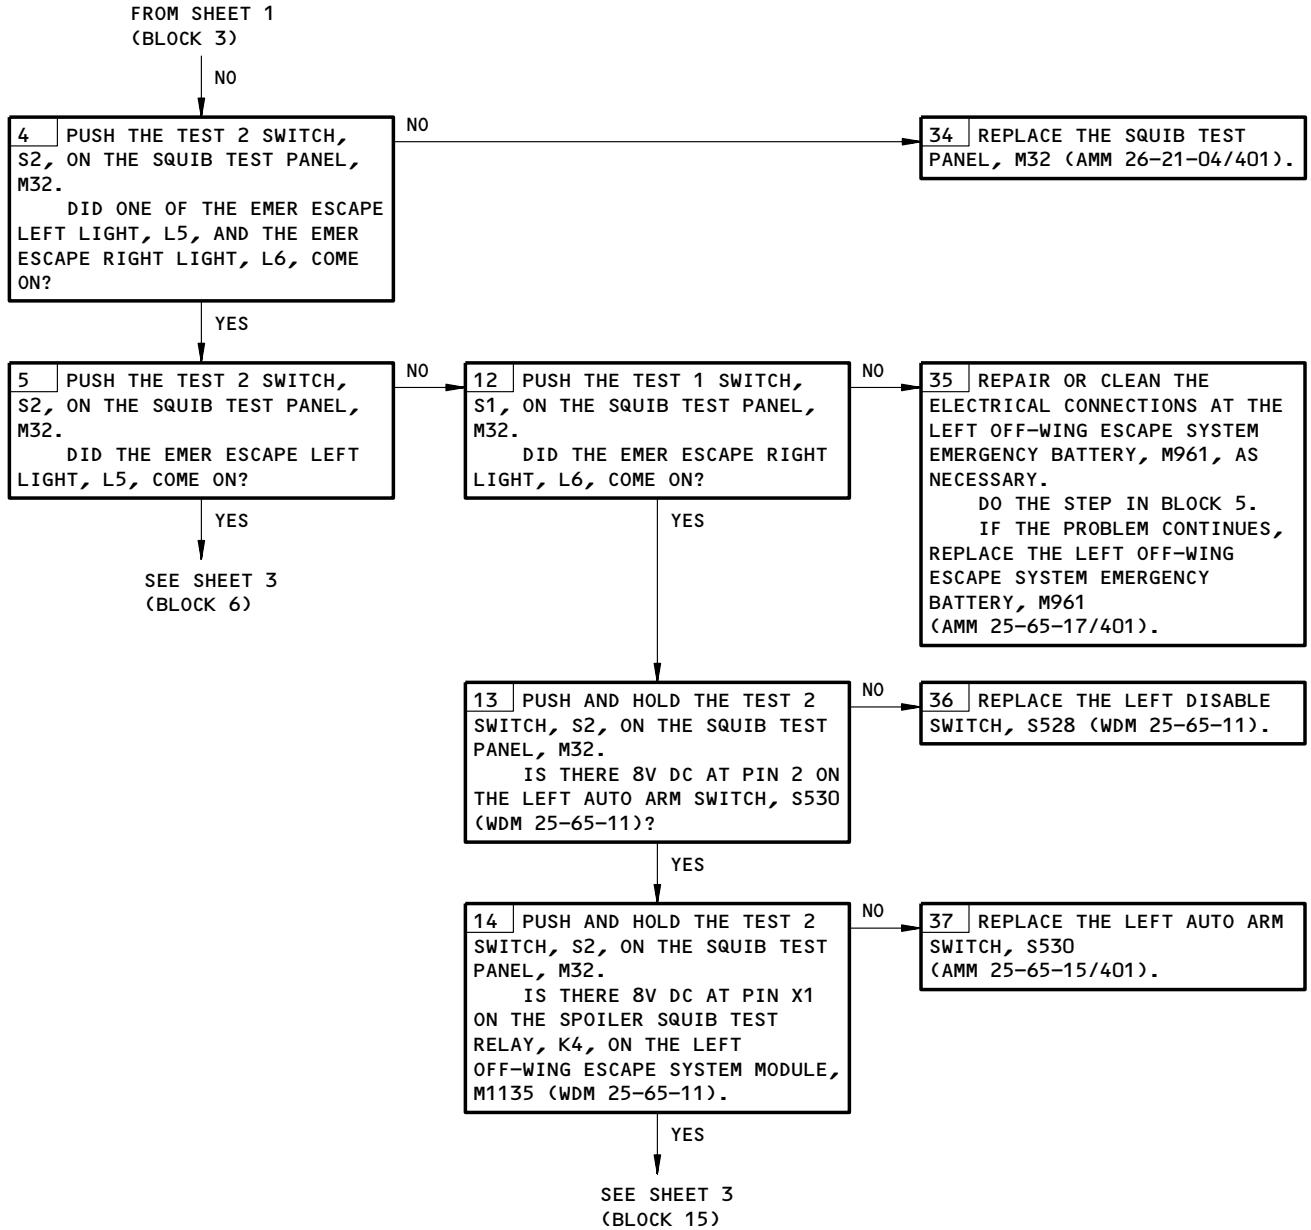 FROM SHEET 1
(BLOCK 3)
NO
4 PUSH THE TEST 2 SWITCH,
S2, ON THE SQUIB TEST PANEL,
M32.
DID ONE OF THE EMER ESCAPE
LEFT LIGHT, L5, AND THE EMER
ESCAPE RIGHT LIGHT, L6, COME
ON?
NO
34 REPLACE THE SQUIB TEST
PANEL, M32 (AMM 26-21-04/401).
YES
5 PUSH THE TEST 2 SWITCH,
S2, ON THE SQUIB TEST PANEL,
M32.
DID THE EMER ESCAPE LEFT
LIGHT, L5, COME ON?
NO
12 PUSH THE TEST 1 SWITCH,
S1, ON THE SQUIB TEST PANEL,
M32.
DID THE EMER ESCAPE RIGHT
LIGHT, L6, COME ON?
NO
35 REPAIR OR CLEAN THE
ELECTRICAL CONNECTIONS AT THE
LEFT OFF-WING ESCAPE SYSTEM
EMERGENCY BATTERY, M961, AS
NECESSARY.
DO THE STEP IN BLOCK 5.
IF THE PROBLEM CONTINUES,
REPLACE THE LEFT OFF-WING
ESCAPE SYSTEM EMERGENCY
BATTERY, M961
(AMM 25-65-17/401).
YES
SEE SHEET 3
(BLOCK 6)
YES
13 PUSH AND HOLD THE TEST 2
SWITCH, S2, ON THE SQUIB TEST
PANEL, M32.
IS THERE 8V DC AT PIN 2 ON
THE LEFT AUTO ARM SWITCH, S530
(WDM 25-65-11)?
NO
36 REPLACE THE LEFT DISABLE
SWITCH, S528 (WDM 25-65-11).
YES
14 PUSH AND HOLD THE TEST 2
SWITCH, S2, ON THE SQUIB TEST
PANEL, M32.
IS THERE 8V DC AT PIN X1
ON THE SPOILER SQUIB TEST
RELAY, K4, ON THE LEFT
OFF-WING ESCAPE SYSTEM MODULE,
M1135 (WDM 25-65-11).
NO
37 REPLACE THE LEFT AUTO ARM
SWITCH, S530
(AMM 25-65-15/401).
YES
SEE SHEET 3
(BLOCK 15)